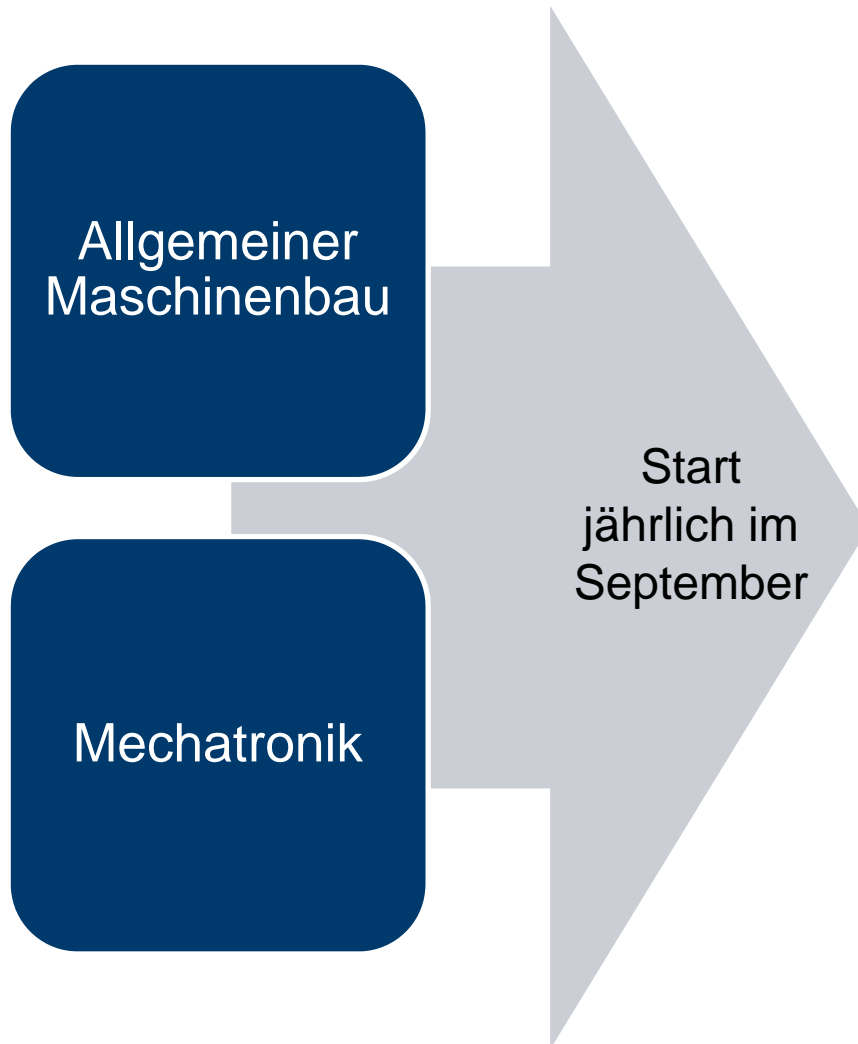 Allgemeiner
Maschinenbau
Mechatronik
Start
jährlich im
September